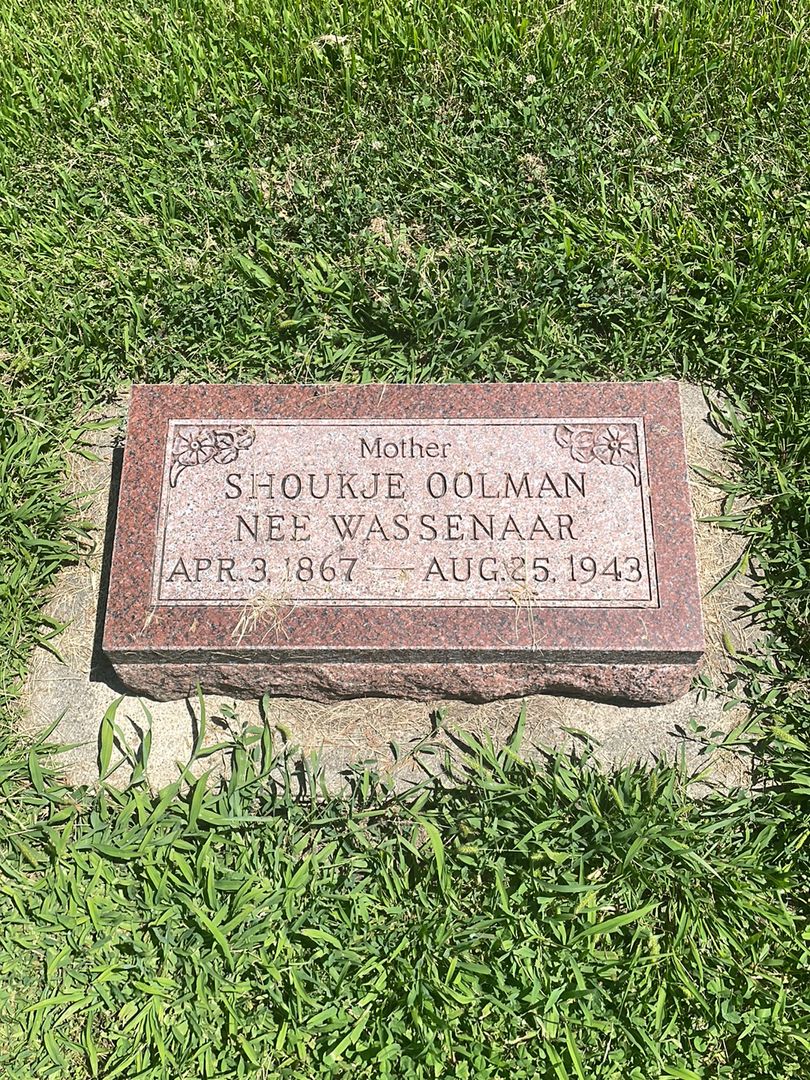 Mother
SHOUKJE OOLMAN
NEE WASSENAAR
APR. 3, 1867 — AUG. 25, 1943